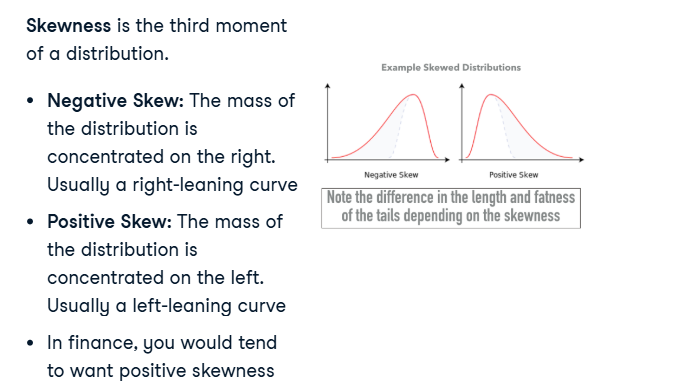 Skewness is the third moment
of a distribution.
• Negative Skew: The mass of
the distribution is
concentrated on the right.
Usually a right-leaning curve
• Positive Skew: The mass of
the distribution is
concentrated on the left.
Usually a left-leaning curve
• In finance, you would tend
to want positive skewness
Example Skewed Distributions
Negative Skew
Positive Skew
Note the difference in the length and fatness
of the tails depending on the skewness